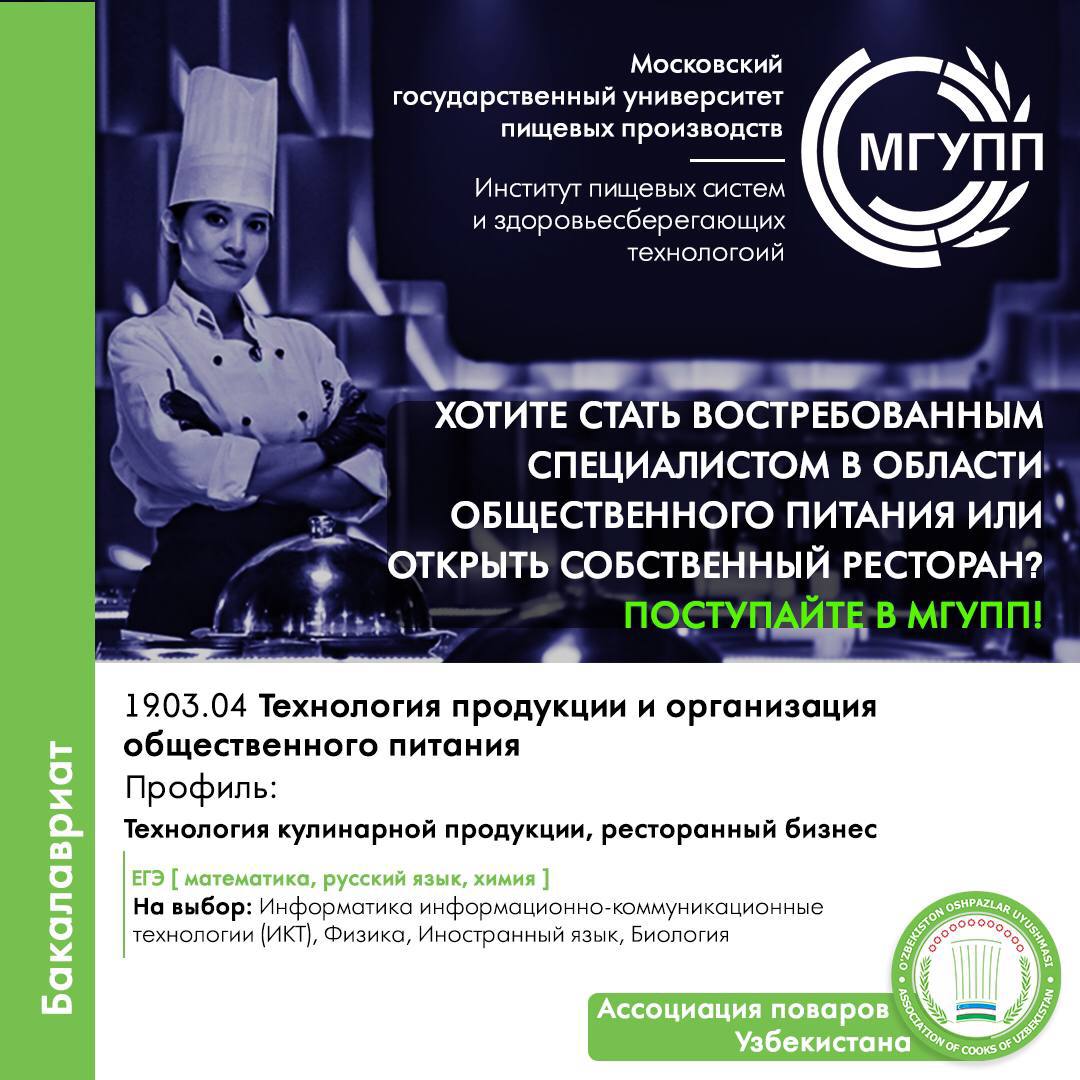 Московский
государственный университет
пищевых производств
Институт пищевых систем
и здоровьесберегающих
технологоий
МГУПП
ХОТИТЕ СТАТЬ ВОСТРЕБОВАННЫМ
СПЕЦИАЛИСТОМ В ОБЛАСТИ
ОБЩЕСТВЕННОГО ПИТАНИЯ ИЛИ
ОТКРЫТЬ СОБСТВЕННЫЙ РЕСТОРАН?
ПОСТУПАЙТЕ В МГУПП!
Бакалавриат
19.03.04 Технология продукции и организация
общественного питания
Профиль:
Технология кулинарной продукции, ресторанный бизнес
ЕГЭ [ математика, русский язык, химия ]
На выбор: Информатика информационно-коммуникационные
технологии (ИКТ), Физика, Иностранный язык, Биология
Ассоциация поваров
Узбекистана
O'ZBEKISTON OSHPAZLAR UYUSHMASI
ASSOCIATION OF COOKS OF UZBEKISTAN